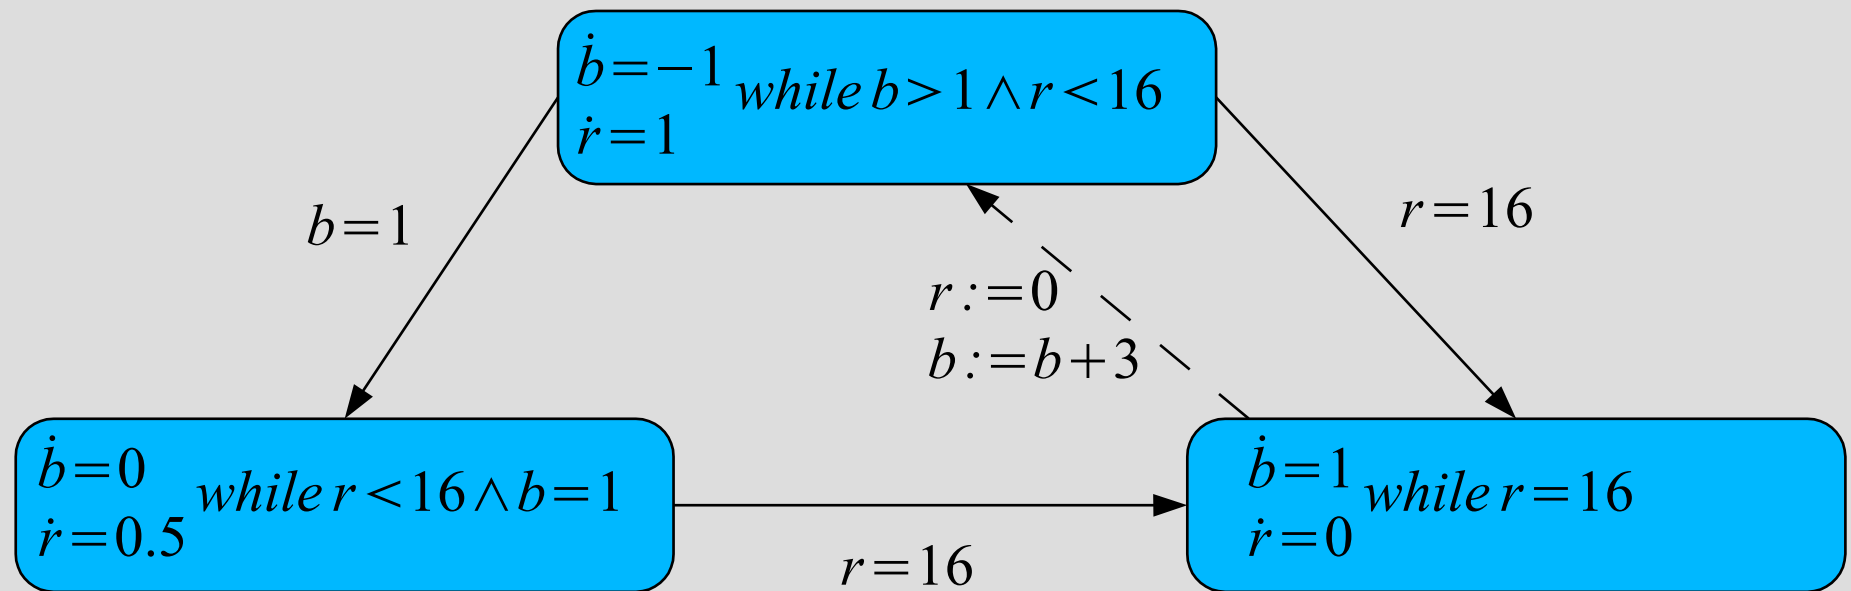 ḃ=−1 while b>1∧r<16
ṙ=1
b=1
r=16
r:=0
b:=b+3
ḃ=0 while r<16∧b=1
ṙ=0.5
r=16
ḃ=1 while r=16
ṙ=0